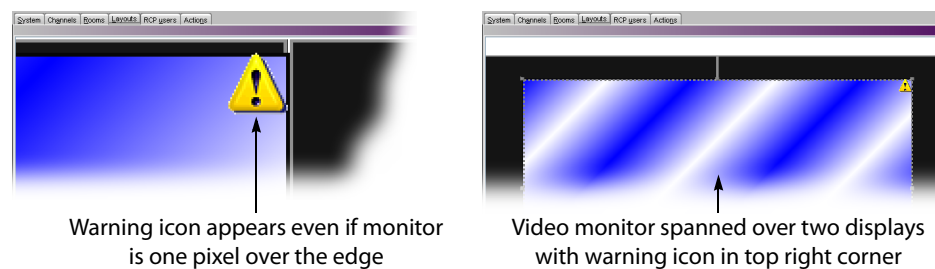 System Channels Rooms Layouts RCP users Actions
Warning icon appears even if monitor
is one pixel over the edge
System Channels Rooms Layouts RCP users Actions
Video monitor spanned over two displays
with warning icon in top right corner